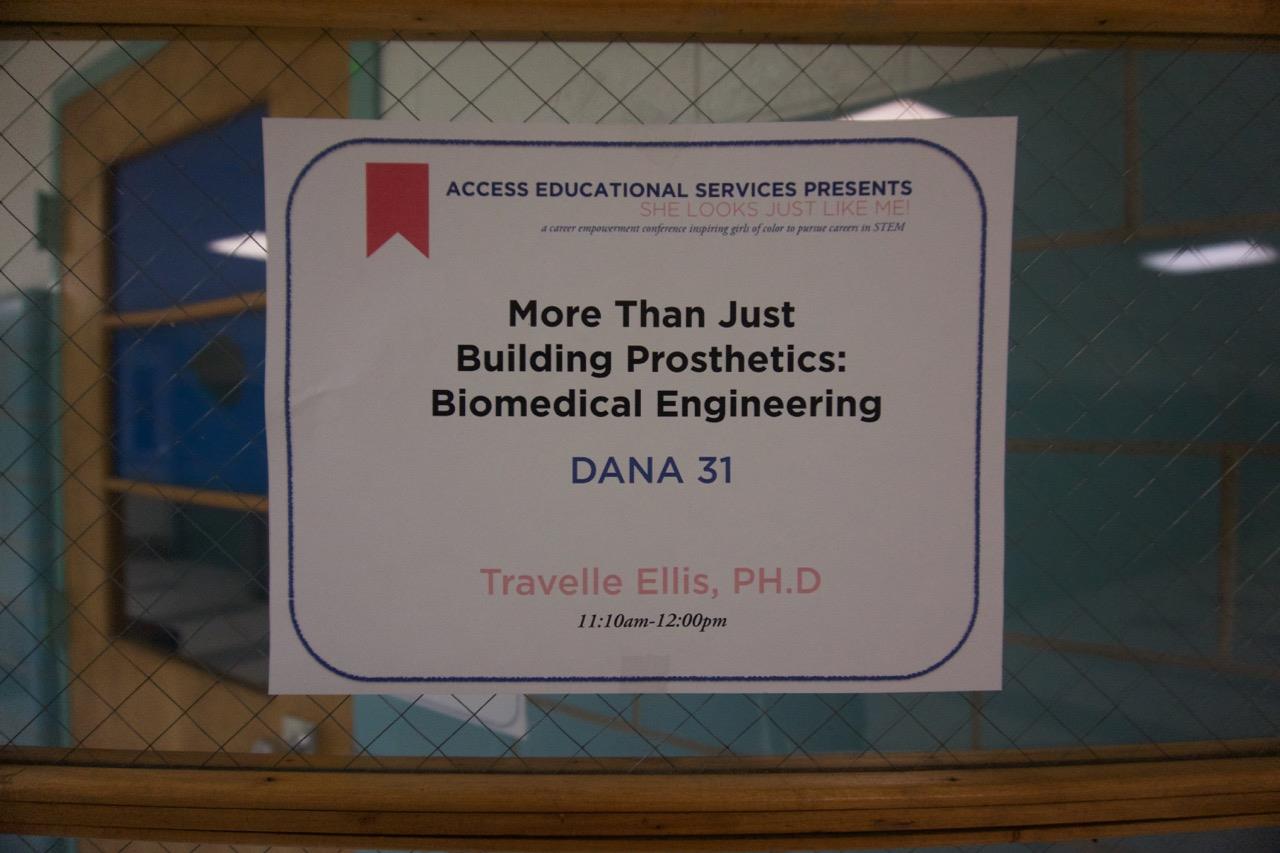 ACCESS EDUCATIONAL SERVICES PRESENTS
SHE LOOKS JUST LIKE ME!
a career empowerment conference inspiring girls of color to pursue careers in STEM
More Than Just
Building Prosthetics:
Biomedical Engineering
DANA 31
Travelle Ellis, PH.D
11:10am-12:00pm